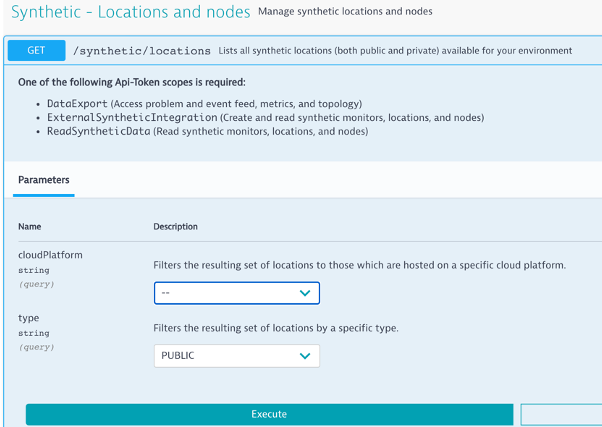 Synthetic - Locations and nodes Manage synthetic locations and nodes
GET /synthetic/locations Lists all synthetic locations (both public and private) available for your environment
One of the following Api-Token scopes is required:
• DataExport (Access problem and event feed, metrics, and topology)
• ExternalSyntheticIntegration (Create and read synthetic monitors, locations, and nodes)
• ReadSyntheticData (Read synthetic monitors, locations, and nodes)
Parameters
Name Description
cloudPlatform
string
(query)
Filters the resulting set of locations to those which are hosted on a specific cloud platform.
--
type
string
(query)
Filters the resulting set of locations by a specific type.
PUBLIC
Execute